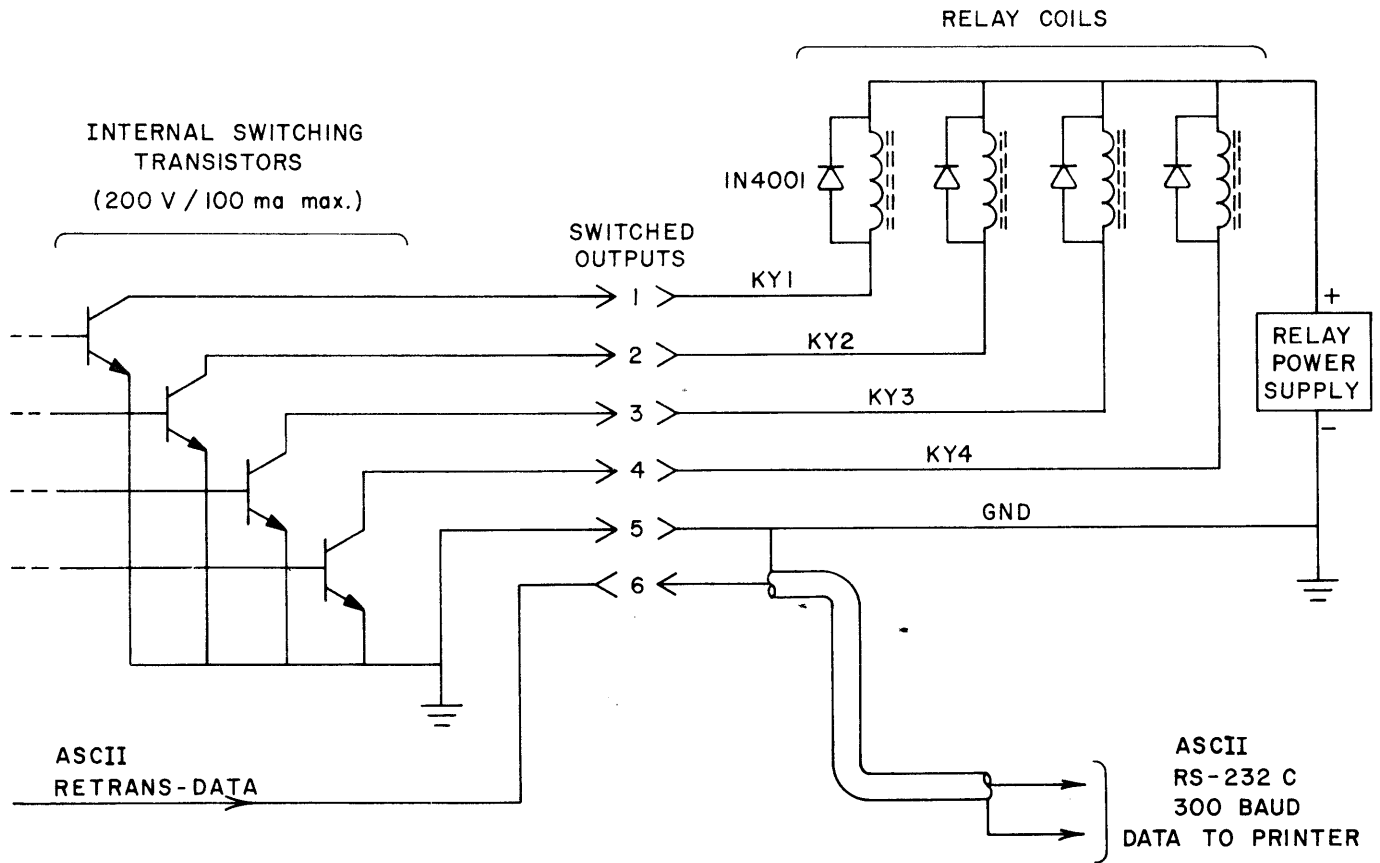 RELAY COILS
INTERNAL SWITCHING
TRANSISTORS
(200 V / 100 ma max.)
1N4001
SWITCHED
OUTPUTS
1
KY1
2
KY2
3
KY3
4
KY4
5
GND
6
+
RELAY
POWER
SUPPLY
-
ASCII
RETRANS-DATA
ASCII
RS-232 C
300 BAUD
DATA TO PRINTER